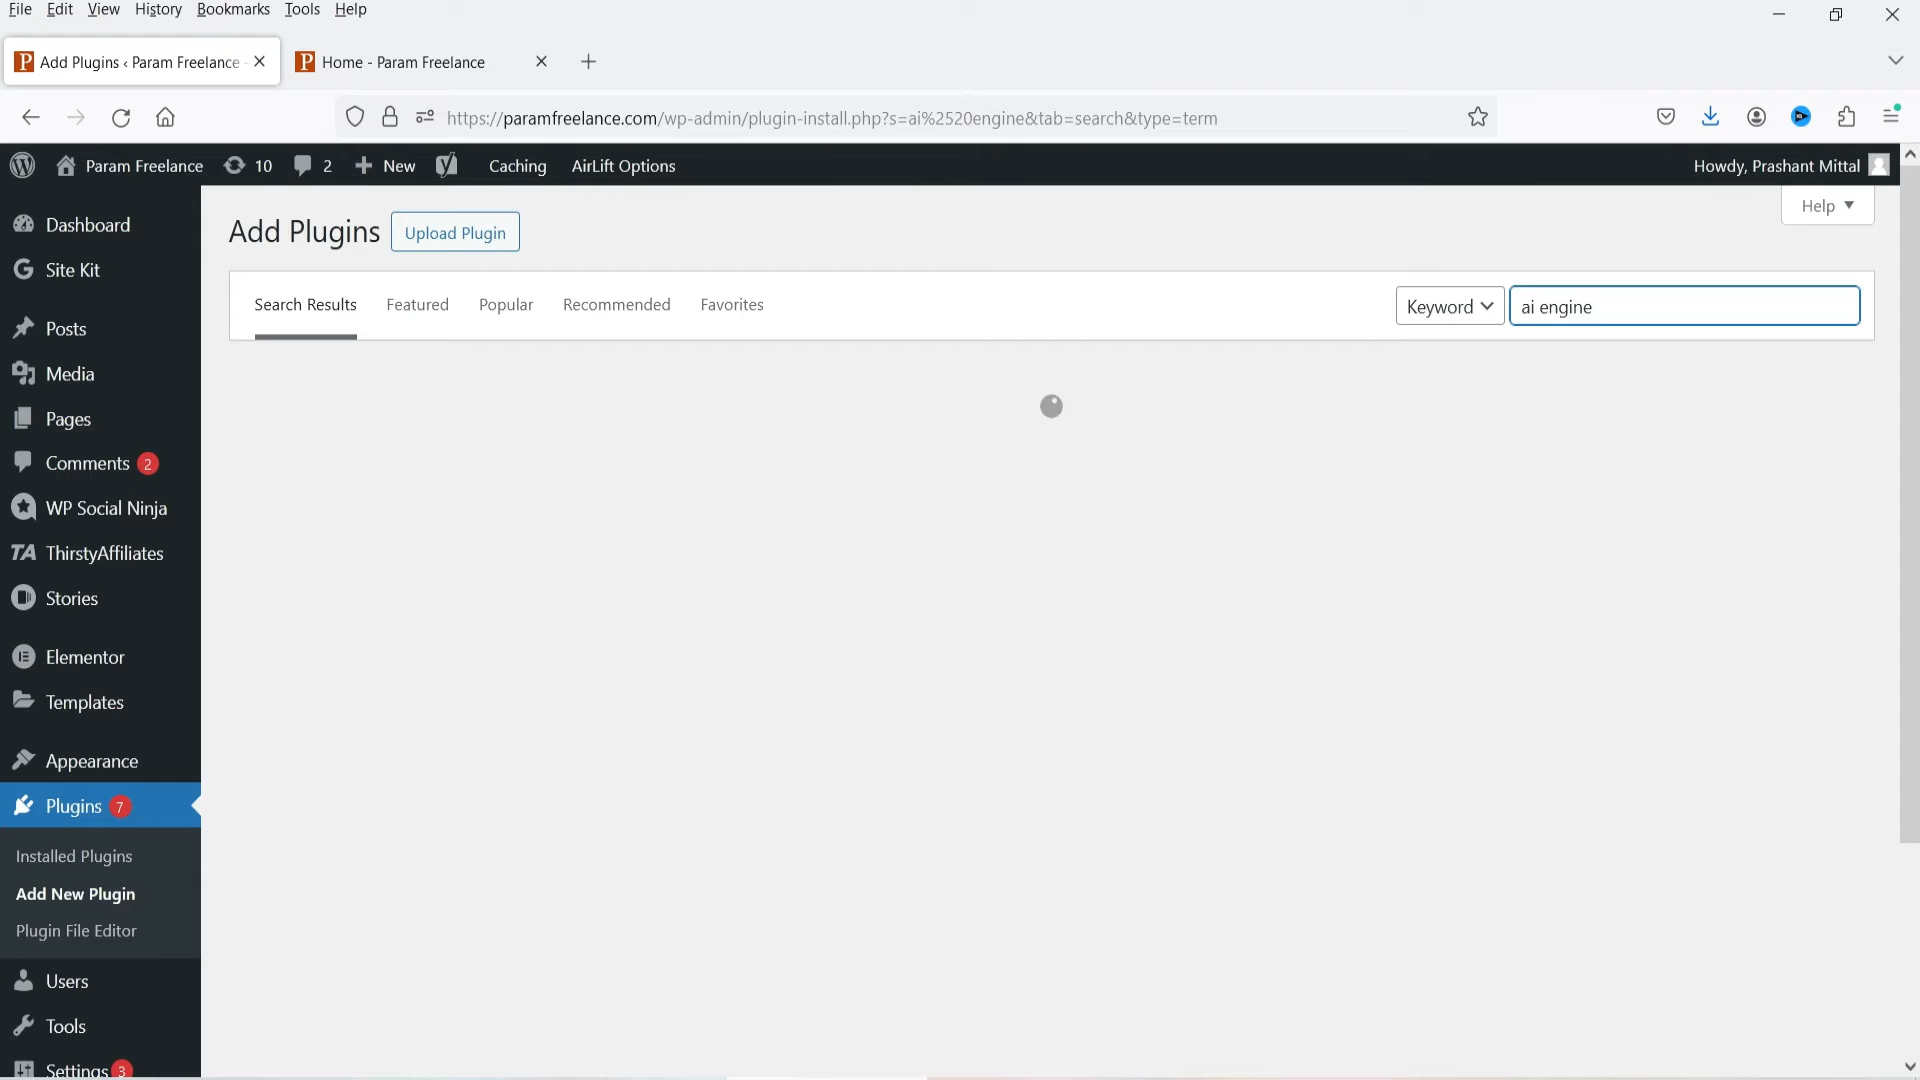 File Edit View History Bookmarks Tools Help
Add Plugins ‹ Param Freelance -
Home - Param Freelance
https://paramfreelance.com/wp-admin/plugin-install.php?s=ai%2520engine&tab=search&type=term
Param Freelance 10 2 New Caching AirLift Options Howdy, Prashant Mittal
Help
Add Plugins Upload Plugin
Search Results Featured Popular Recommended Favorites Keyword ai engine
Dashboard
Site Kit
Posts
Media
Pages
Comments 2
WP Social Ninja
TA ThirstyAffiliates
Stories
Elementor
Templates
Appearance
Plugins 7
Installed Plugins
Add New Plugin
Plugin File Editor
Users
Tools
Settings 3